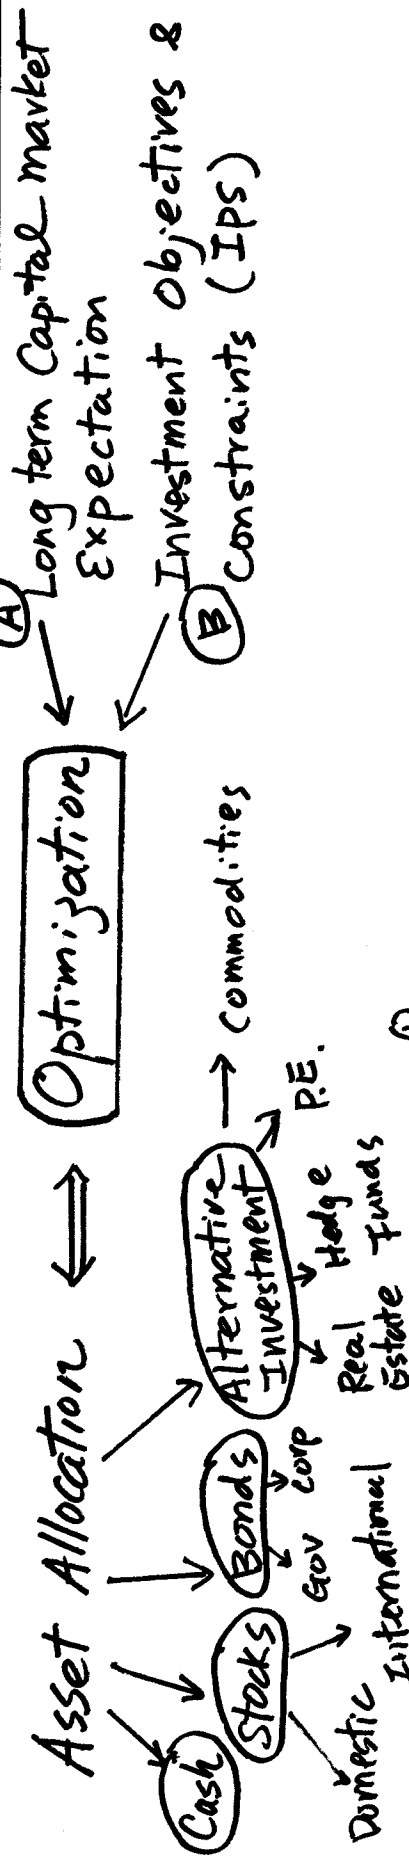 Asset Allocation ⟺ Optimization
(A) Long term Capital market
Expectation
(B) Investment Objectives &
Constraints (IPS)
Cash
Stocks
Domestic
International
Bonds
Gov
Corp
Alternative
Investment
Real
Estate
Hedge
Funds
P.E.
Commodities